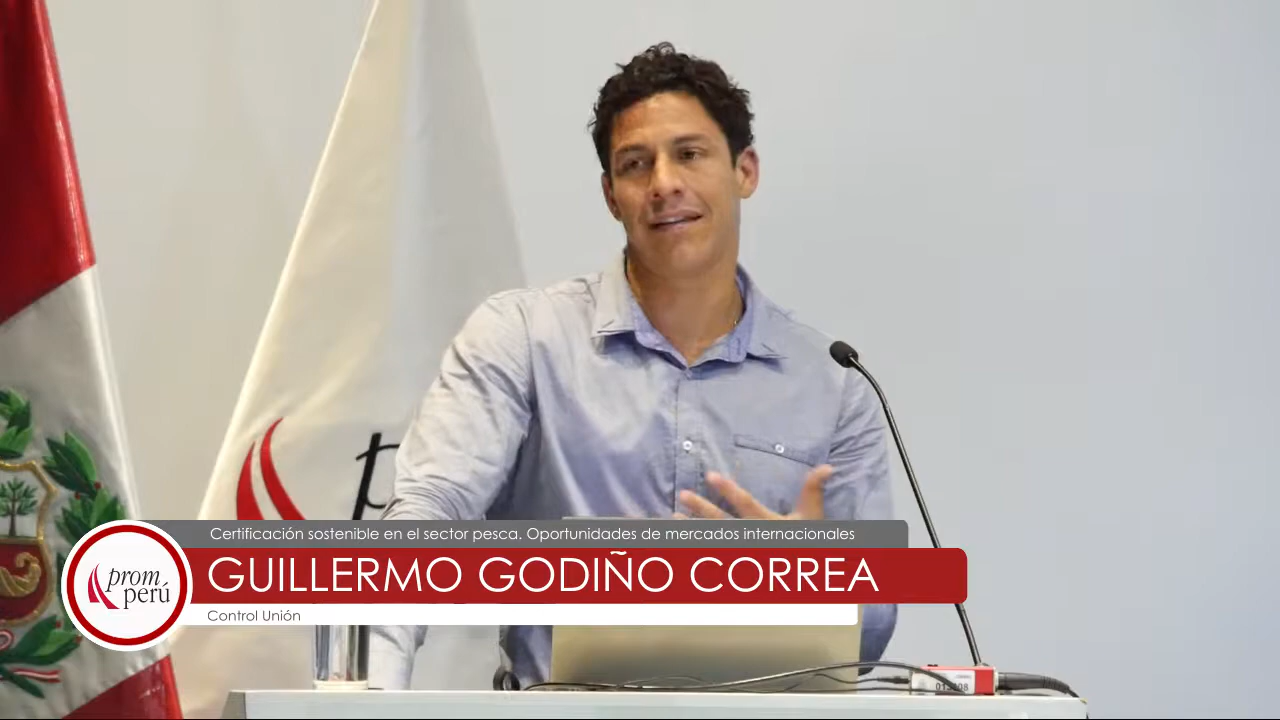 p
Certificación sostenible en el sector pesca. Oportunidades de mercados internacionales
GUILLERMO GODIÑO CORREA
prom
perú
Control Unión